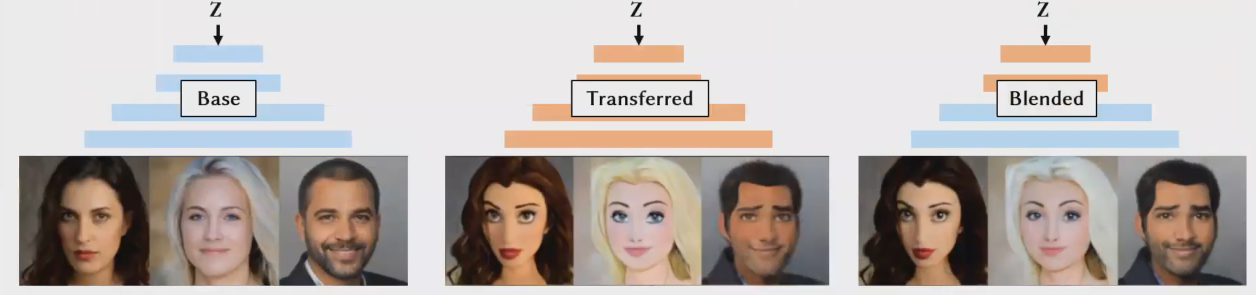 Z
Base
Z
Transferred
Z
Blended